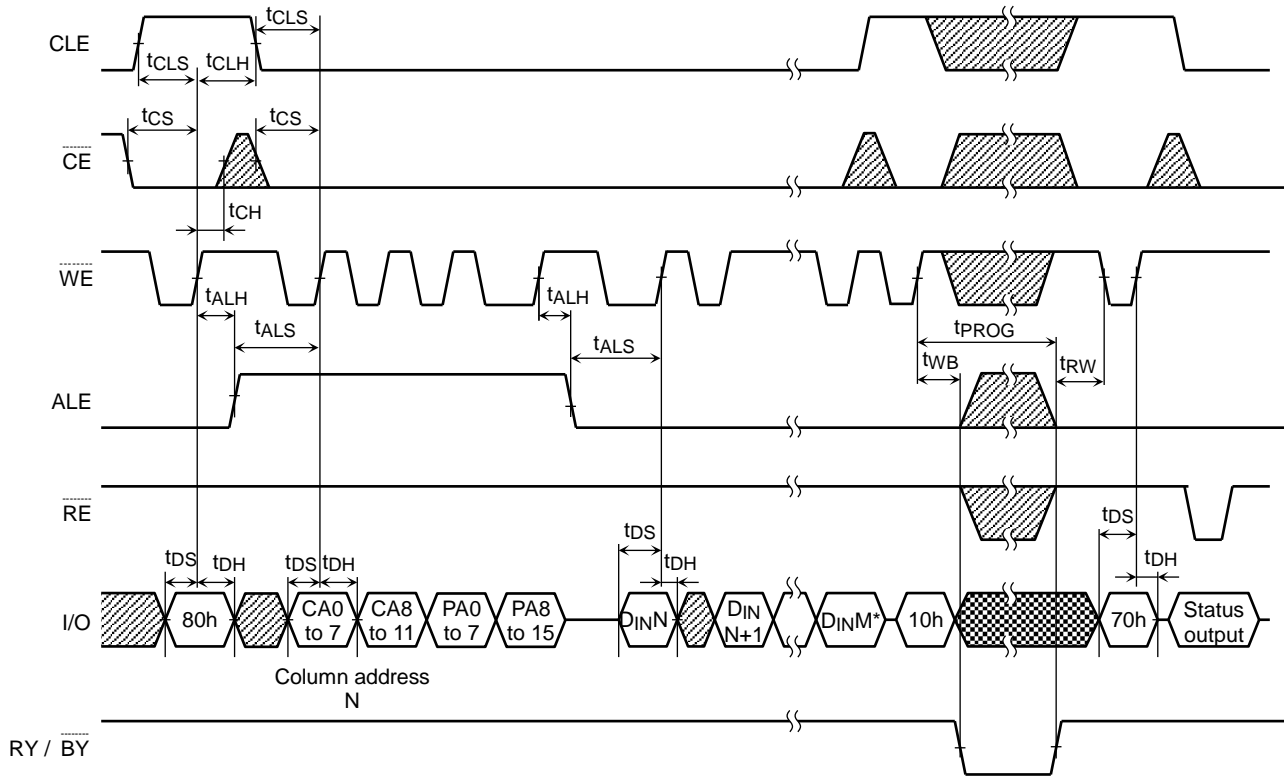 CLE
tCLS
tCLS
tCLH
CE
tCS
tCS
tCH
WE
tALH
tALS
tALH
tALS
tPROG
tWB
tRW
ALE
RE
tDS
tDH
tDS
tDH
tDS
tDH
tDS
tDH
I/O
80h
CA0
to 7
CA8
to 11
PA0
to 7
PA8
to 15
DINN
DIN
N+1
DINM*
10h
70h
Status
output
Column address
N
RY / BY